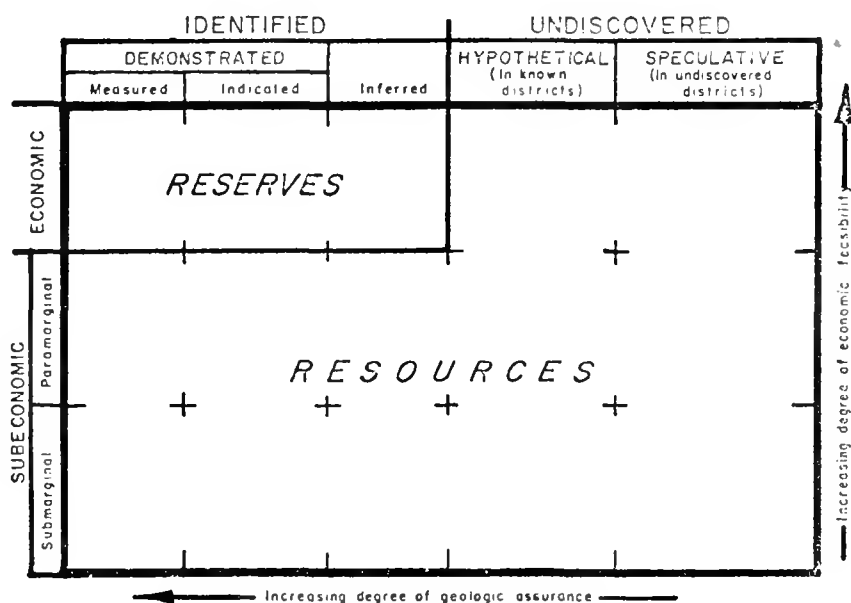 IDENTIFIED
UNDISCOVERED
DEMONSTRATED
Measured
Indicated
Inferred
HYPOTHETICAL
(In known
districts)
SPECULATIVE
(In undiscovered
districts)
ECONOMIC
RESERVES
SUBECONOMIC
Paramarginal
RESOURCES
Submarginal
Increasing degree of economic feasibility
Increasing degree of geologic assurance